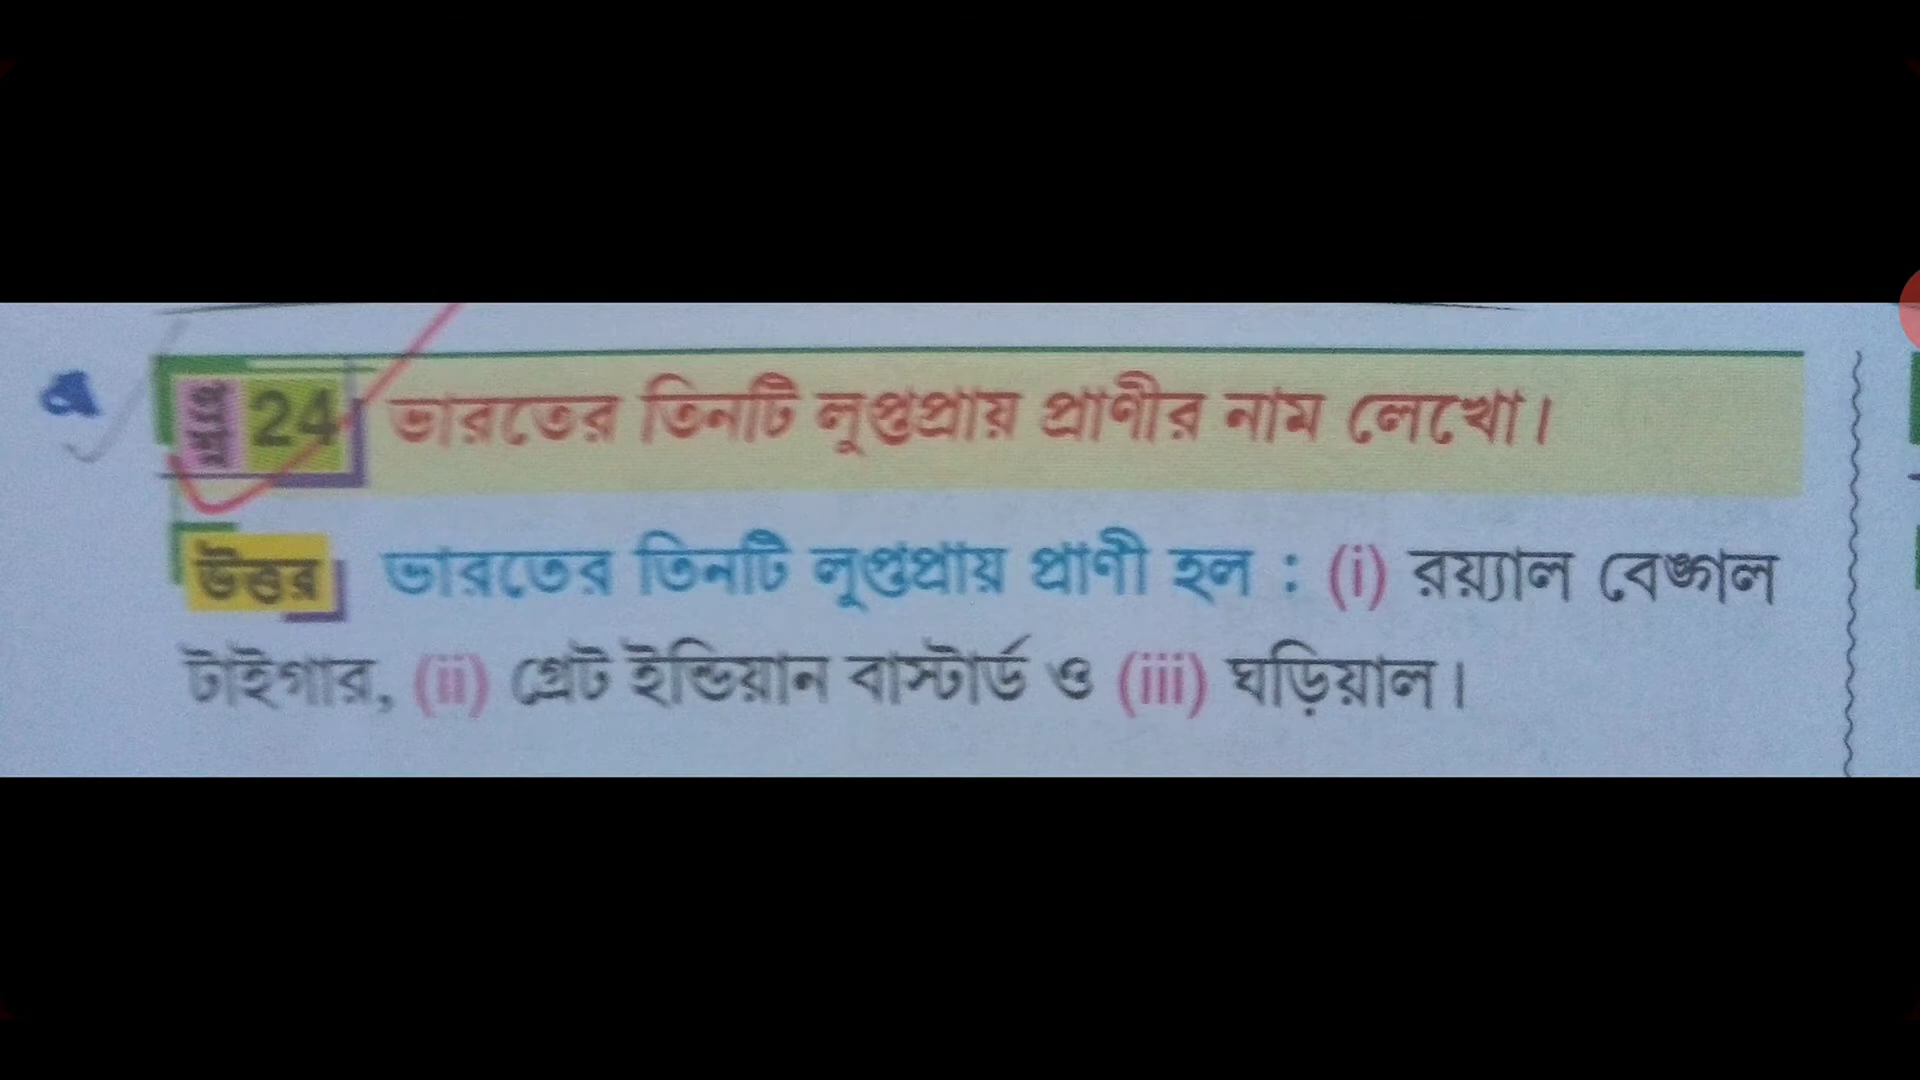 প্রশ্ন 24 ভারতের তিনটি লুপ্তপ্রায় প্রাণীর নাম লেখো।
উত্তর ভারতের তিনটি লুপ্তপ্রায় প্রাণী হল : (i) রয়্যাল বেঙ্গল
টাইগার, (ii) গ্রেট ইন্ডিয়ান বাস্টার্ড ও (iii) ঘড়িয়াল।